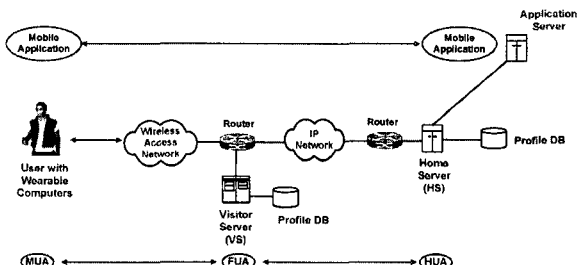 Application
Server
Mobile
Application
Mobile
Application
Wireless
Access
Network
Router
IP
Network
Router
User with
Wearable
Computers
Home
Server
(HS)
Profile DB
Visitor
Server
(VS)
Profile DB
MUA
FUA
HUA